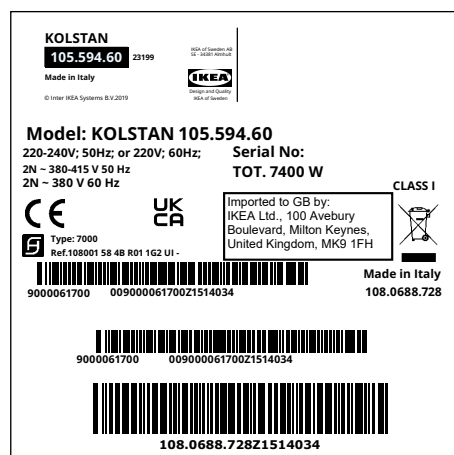 KOLSTAN
105.594.60 23199
Made in Italy
© Inter IKEA Systems B.V.2019
IKEA of Sweden AB
SE - 34381 Älmhult
IKEA
Design and Quality
IKEA of Sweden
Model: KOLSTAN 105.594.60
220-240V; 50Hz; or 220V; 60Hz;
2N ~ 380-415 V 50 Hz
2N ~ 380 V 60 Hz
Serial No:
TOT. 7400 W
CLASS I
CE
UK
CA
Imported to GB by:
IKEA Ltd., 100 Avebury
Boulevard, Milton Keynes,
United Kingdom, MK9 1FH
Type: 7000
Ref.108001 58 4B R01 1G2 UI -
Made in Italy
108.0688.728
9000061700 009000061700Z1514034
9000061700 009000061700Z1514034
108.0688.728Z1514034